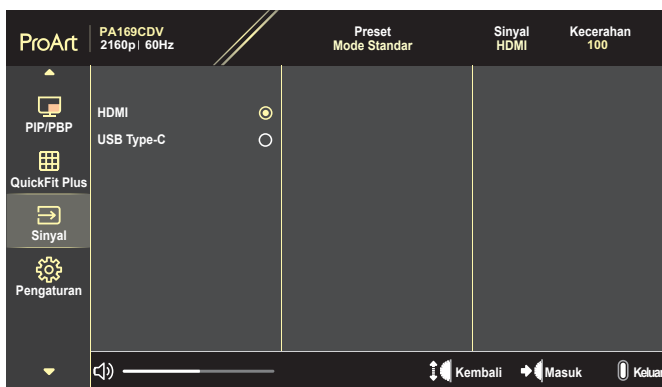 ProArt
PA169CDV
2160p| 60Hz
Preset
Mode Standar
Sinyal
HDMI
Kecerahan
100
PIP/PBP
QuickFit Plus
Sinyal
Pengaturan
HDMI
USB Type-C
Kembali
Masuk
Keluar